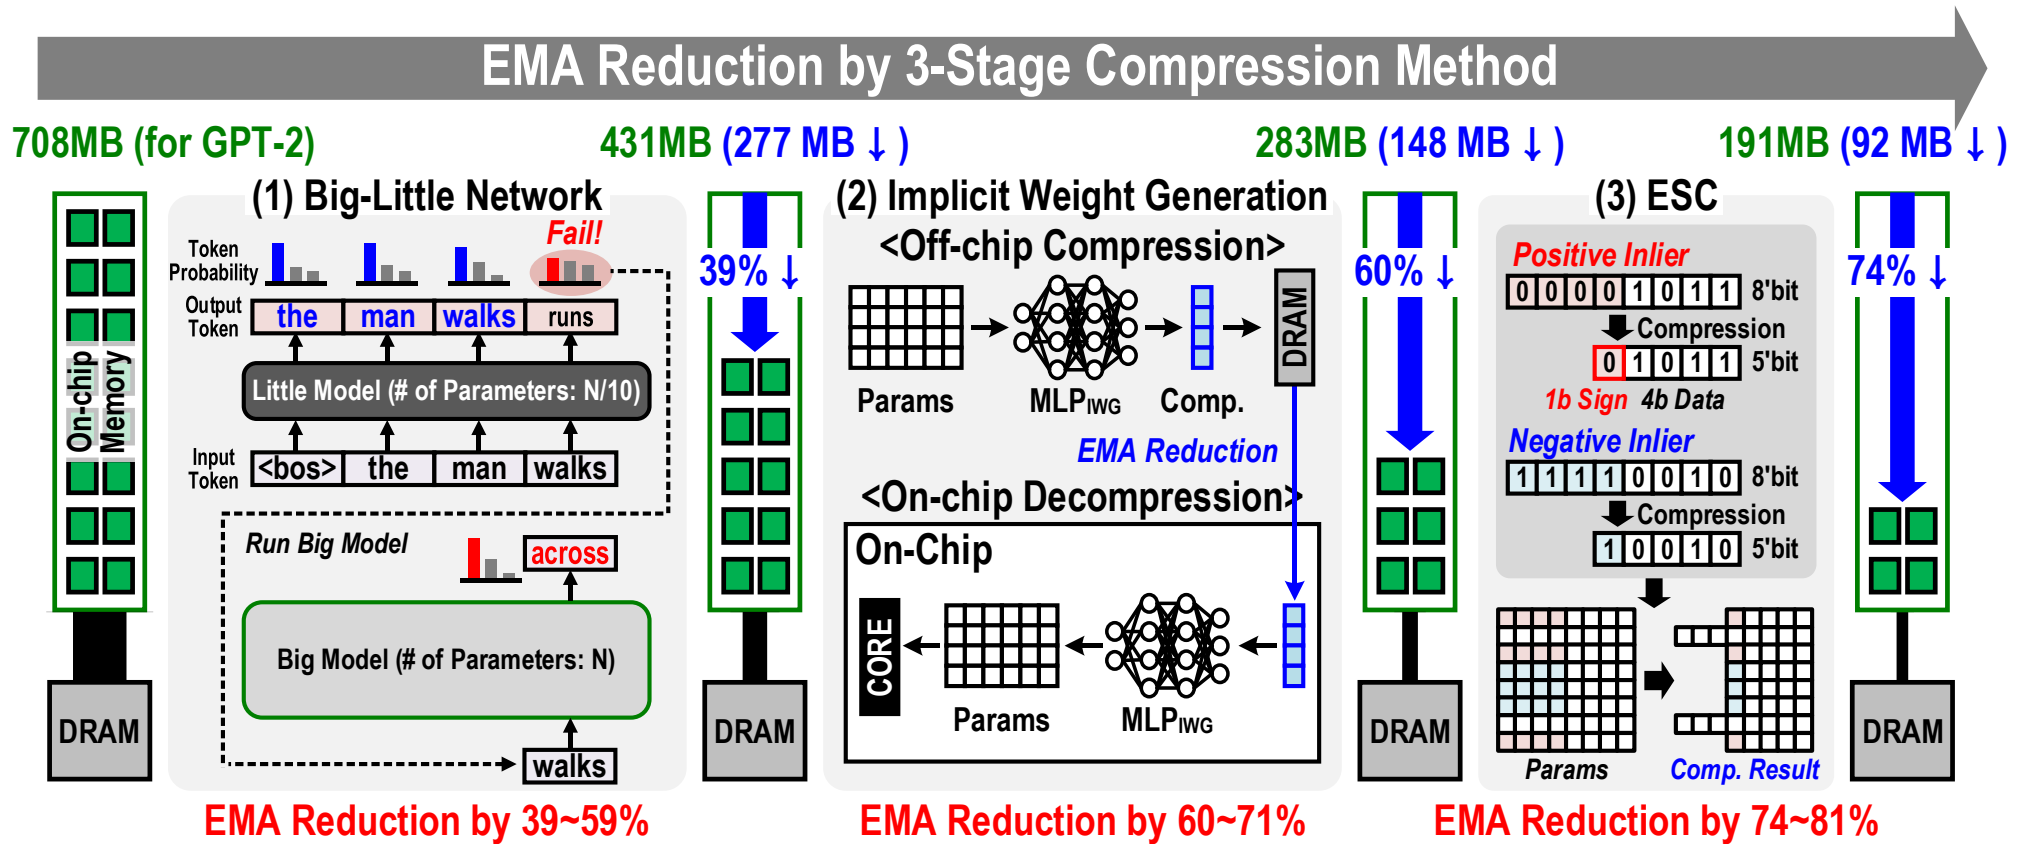 EMA Reduction by 3-Stage Compression Method
708MB (for GPT-2)
431MB (277 MB ↓ )
283MB (148 MB ↓ )
191MB (92 MB ↓ )
On-chip
Memory
DRAM
(1) Big-Little Network
Token
Probability
Fail!
Output
Token
the man walks runs
Little Model (# of Parameters: N/10)
Input
Token
<bos> the man walks
Run Big Model
across
Big Model (# of Parameters: N)
walks
EMA Reduction by 39~59%
39% ↓
DRAM
(2) Implicit Weight Generation
<Off-chip Compression>
Params
MLPIWG
Comp.
DRAM
EMA Reduction
<On-chip Decompression>
On-Chip
CORE
Params
MLPIWG
EMA Reduction by 60~71%
60% ↓
DRAM
(3) ESC
Positive Inlier
0 0 0 0 1 0 1 1 8'bit
Compression
0 1 0 1 1 5'bit
1b Sign 4b Data
Negative Inlier
1 1 1 1 0 0 1 0 8'bit
Compression
1 0 0 1 0 5'bit
Params
Comp. Result
EMA Reduction by 74~81%
74% ↓
DRAM